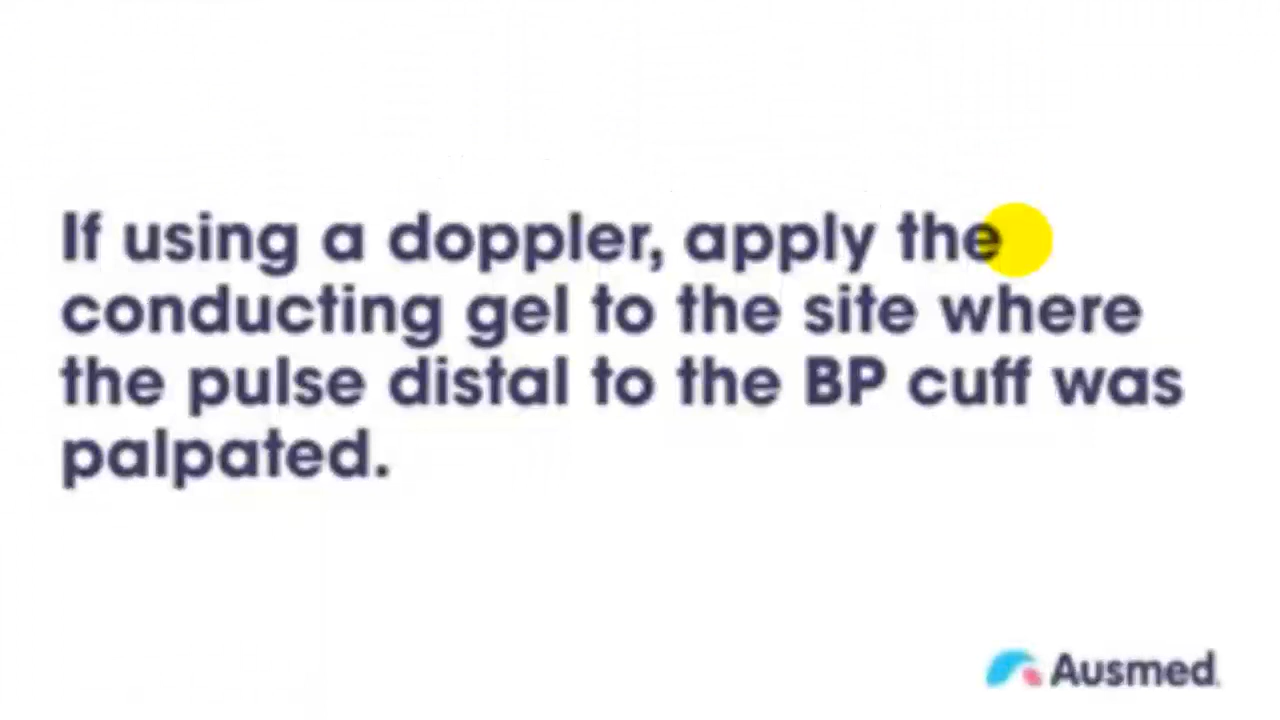 If using a doppler, apply the
conducting gel to the site where
the pulse distal to the BP cuff was
palpated.
Ausmed.